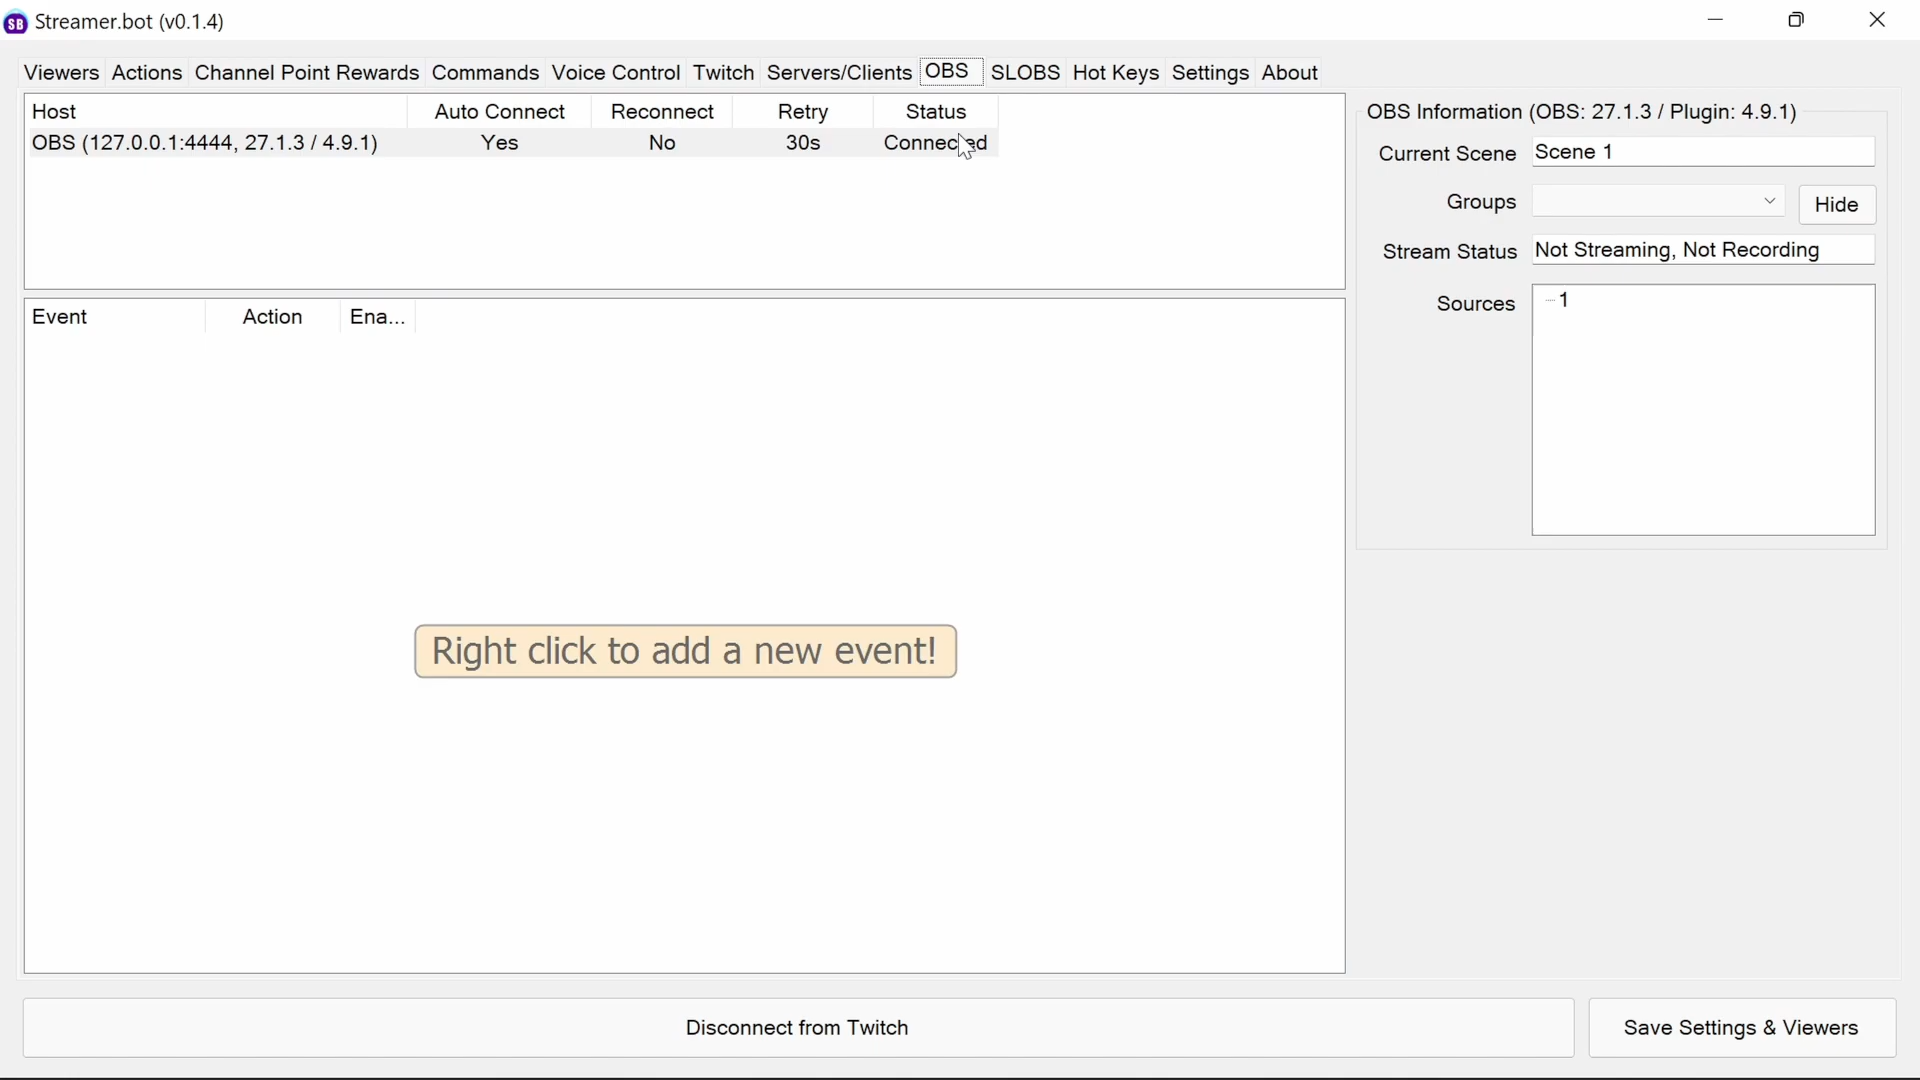 SB Streamer.bot (v0.1.4)
Viewers Actions Channel Point Rewards Commands Voice Control Twitch Servers/Clients OBS SLOBS Hot Keys Settings About
Host Auto Connect Reconnect Retry Status
OBS (127.0.0.1:4444, 27.1.3 / 4.9.1) Yes No 30s Connected
OBS Information (OBS: 27.1.3 / Plugin: 4.9.1)
Current Scene Scene 1
Groups Hide
Stream Status Not Streaming, Not Recording
Sources 1
Event Action Ena...
Right click to add a new event!
Disconnect from Twitch Save Settings & Viewers